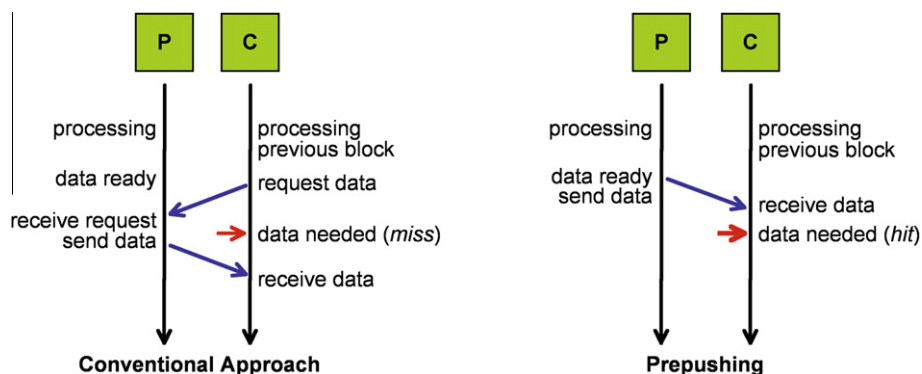 P
C
processing
processing
previous block
data ready
request data
receive request
send data
data needed (miss)
receive data
Conventional Approach
P
C
processing
processing
previous block
data ready
send data
receive data
data needed (hit)
Prepushing